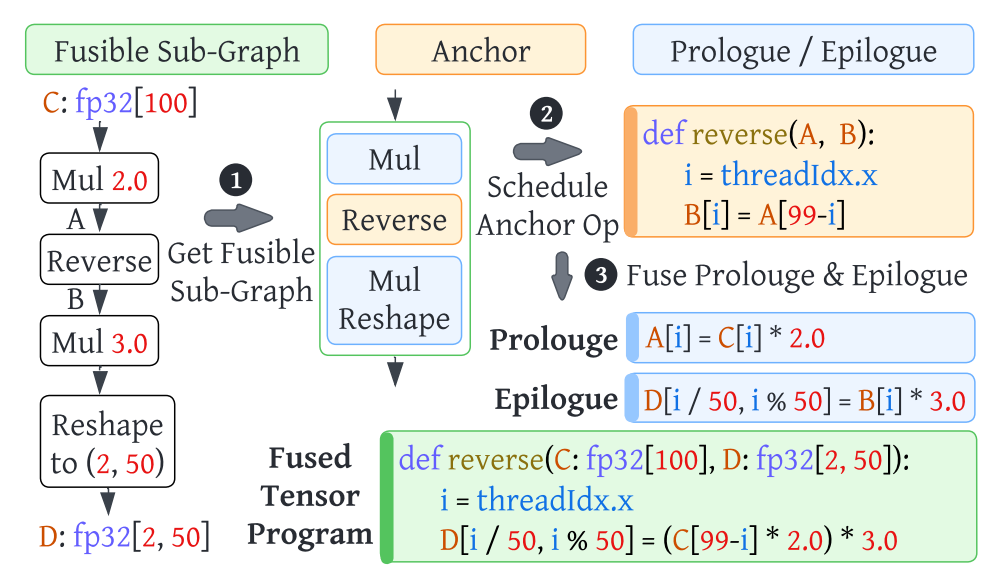 Fusible Sub-Graph
Anchor
Prologue / Epilogue
C: fp32[100]
Mul 2.0
A
Reverse
B
Mul 3.0
Reshape
to (2, 50)
D: fp32[2, 50]
1
Get Fusible
Sub-Graph
Mul
Reverse
Mul
Reshape
2
Schedule
Anchor Op
def reverse(A, B):
i = threadIdx.x
B[i] = A[99-i]
3 Fuse Prolouge & Epilogue
Prolouge
A[i] = C[i] * 2.0
Epilogue
D[i / 50, i % 50] = B[i] * 3.0
Fused
Tensor
Program
def reverse(C: fp32[100], D: fp32[2, 50]):
i = threadIdx.x
D[i / 50, i % 50] = (C[99-i] * 2.0) * 3.0